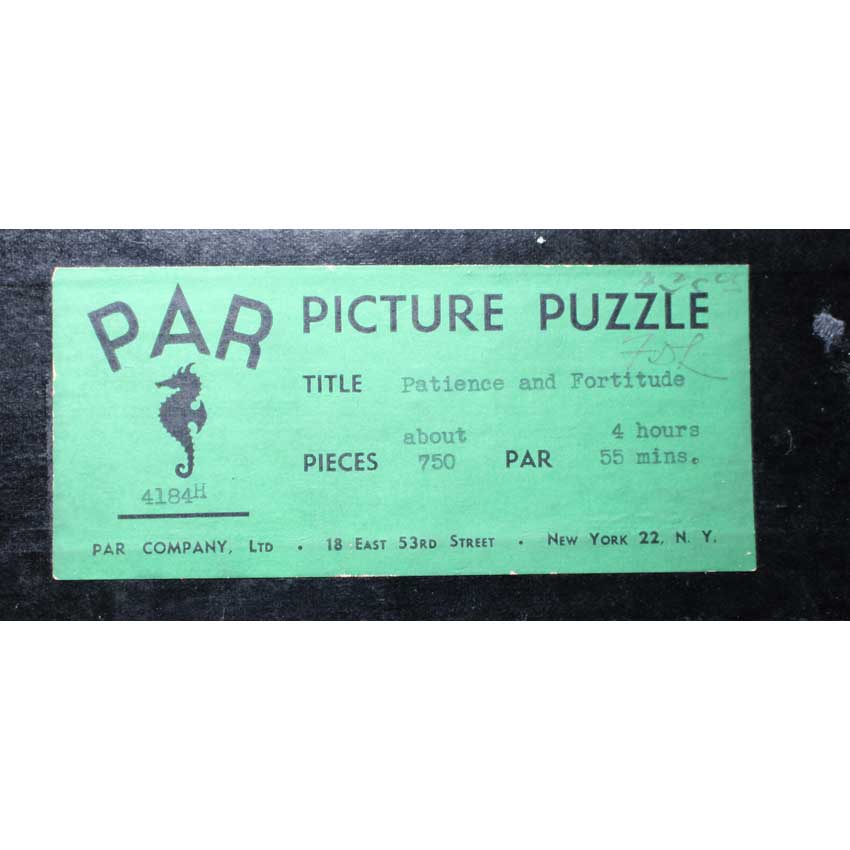 PAR PICTURE PUZZLE
TITLE Patience and Fortitude
about 4 hours
PIECES 750 PAR 55 mins.
4184H
PAR COMPANY, LTD • 18 EAST 53RD STREET • NEW YORK 22, N. Y.